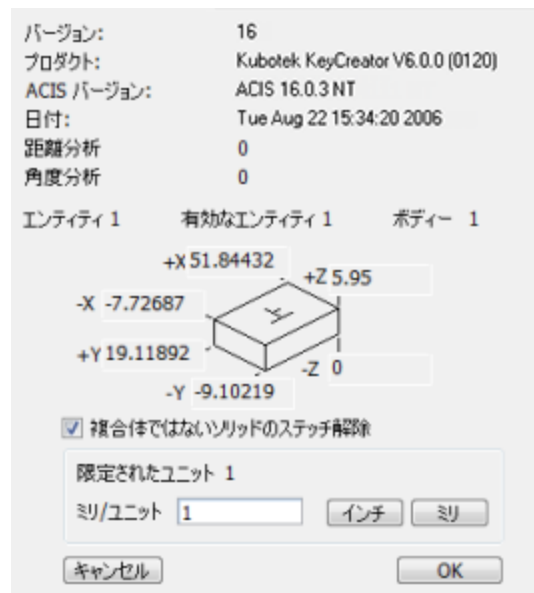 バージョン: 16
プロダクト: Kubotek KeyCreator V6.0.0 (0120)
ACIS バージョン: ACIS 16.0.3 NT
日付: Tue Aug 22 15:34:20 2006
距離分析 0
角度分析 0
エンティティ 1 有効なエンティティ 1 ボディー 1
+X 51.84432
+Z 5.95
-X -7.72687
上
+Y 19.11892
-Z 0
-Y -9.10219
複合体ではないソリッドのステッチ解除
限定されたユニット 1
ミリ/ユニット 1 インチ ミリ
キャンセル OK